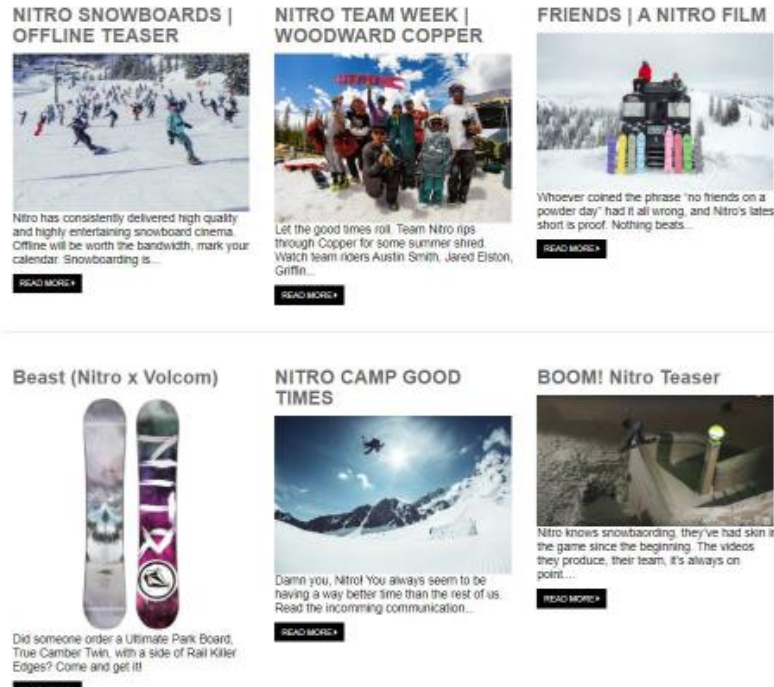 NITRO SNOWBOARDS |
OFFLINE TEASER
Nitro has consistently delivered high quality
and highly entertaining snowboard cinema.
Offline will be worth the bandwidth, mark your
calendar. Snowboarding is...
READ MORE
NITRO TEAM WEEK |
WOODWARD COPPER
NITRO
Let the good times roll. Team Nitro rips
through Copper for some summer shred.
Watch team riders Austin Smith, Jared Elston,
Griffin...
READ MORE
FRIENDS | A NITRO FILM
Whoever coined the phrase "no friends on a
powder day" had it all wrong, and Nitro's lates
short is proof. Nothing beats...
READ MORE
Beast (Nitro x Volcom)
NITRO
Did someone order a Ultimate Park Board,
True Camber Twin, with a side of Rail Killer
Edges? Come and get it!
NITRO CAMP GOOD
TIMES
Damn you, Nitro! You always seem to be
having a way better time than the rest of us.
Read the incomming communication...
READ MORE
BOOM! Nitro Teaser
Nitro knows snowbaording, they've had skin i
the game since the beginning. The videos
they produce, their team, it's always on
point....
READ MORE